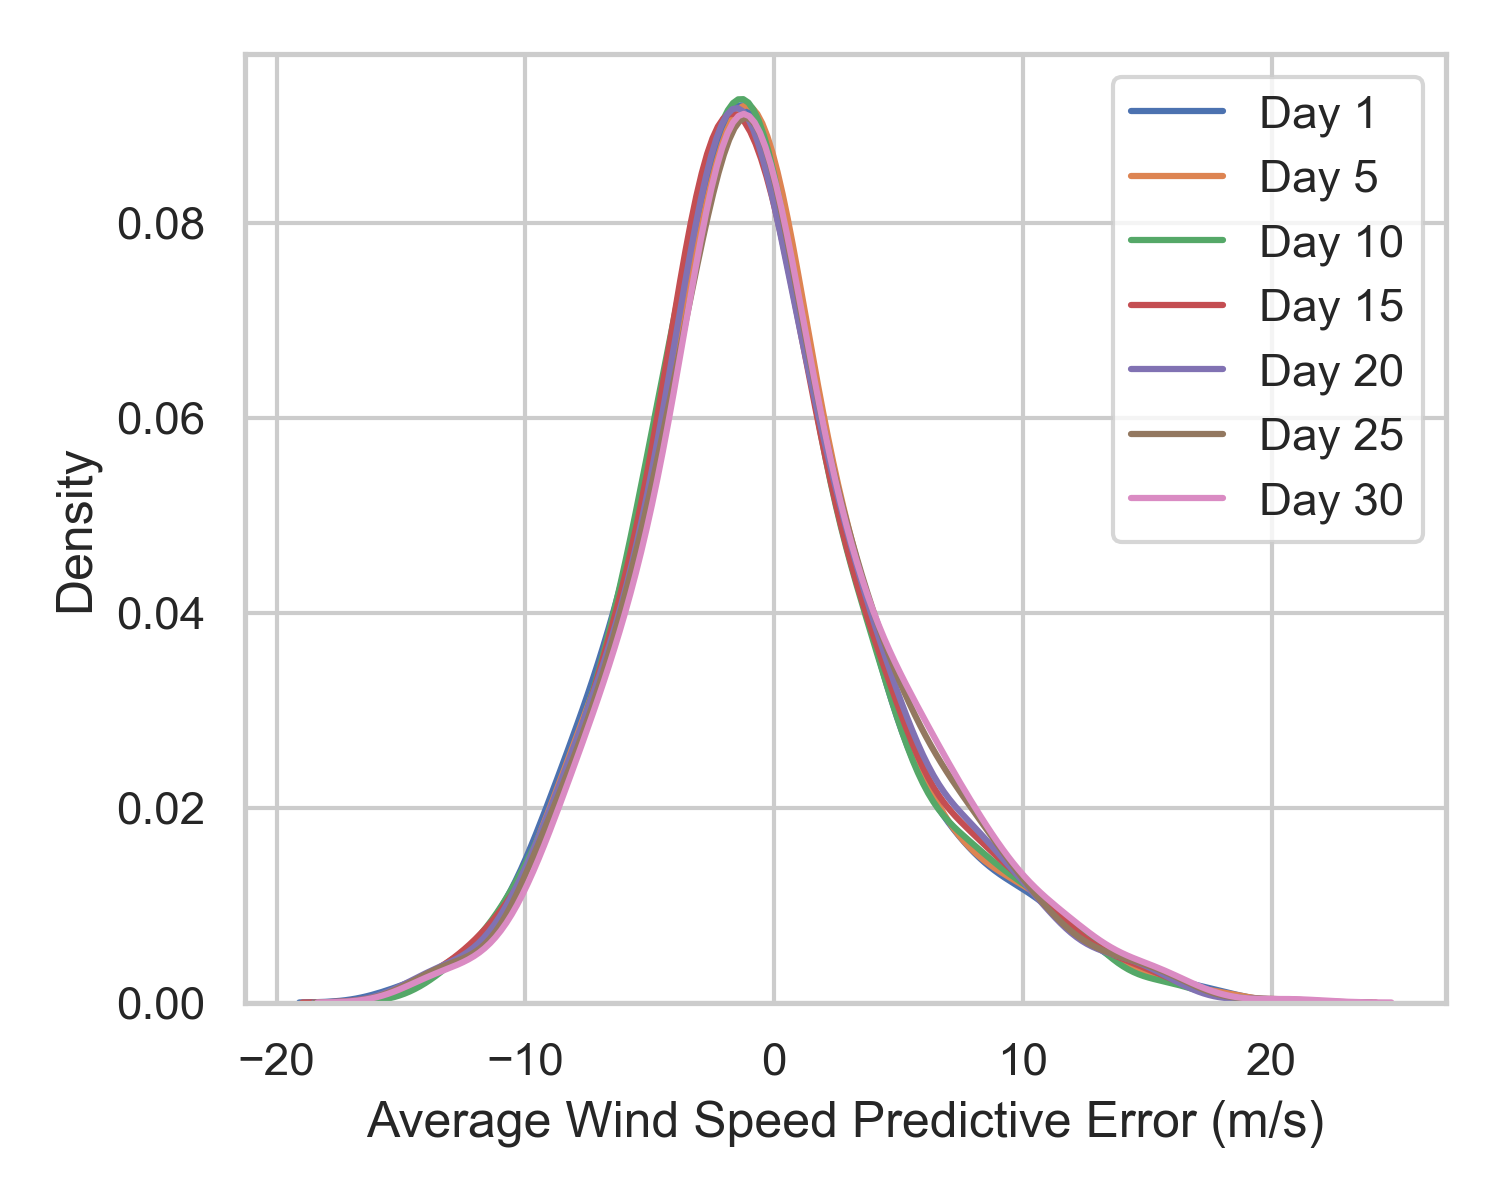 Day 1
Day 5
Day 10
Day 15
Day 20
Day 25
Day 30
Density
0.08
0.06
0.04
0.02
0.00
−20 −10 0 10 20
Average Wind Speed Predictive Error (m/s)